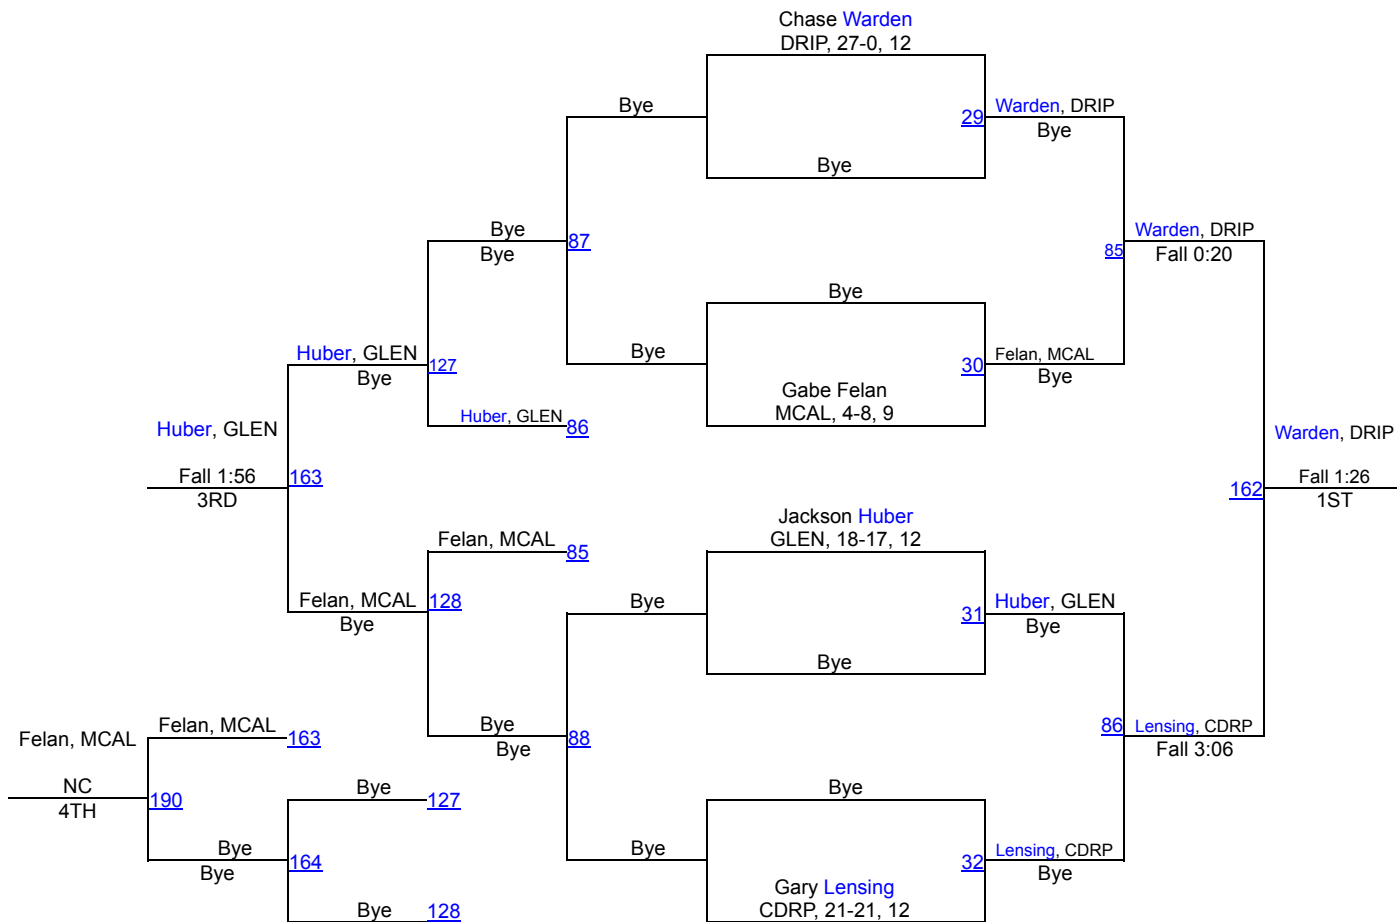 Chase Warden
DRIP, 27-0, 12
Bye
29
Warden, DRIP
Bye
Bye
Bye
Bye
87
Warden, DRIP
85
Fall 0:20
Bye
Bye
Huber, GLEN
127
Bye
Bye
30
Felan, MCAL
Bye
Gabe Felan
MCAL, 4-8, 9
Huber, GLEN
86
Huber, GLEN
Fall 1:56
163
3RD
Warden, DRIP
162
Fall 1:26
1ST
Jackson Huber
GLEN, 18-17, 12
Felan, MCAL
85
Felan, MCAL
128
Bye
Bye
31
Huber, GLEN
Bye
Bye
Bye
Bye
88
86
Lensing, CDRP
Fall 3:06
Felan, MCAL
Felan, MCAL
163
NC
190
4TH
Bye
127
Bye
Bye
Bye
164
Bye
32
Lensing, CDRP
Bye
Gary Lensing
CDRP, 21-21, 12
Bye
128